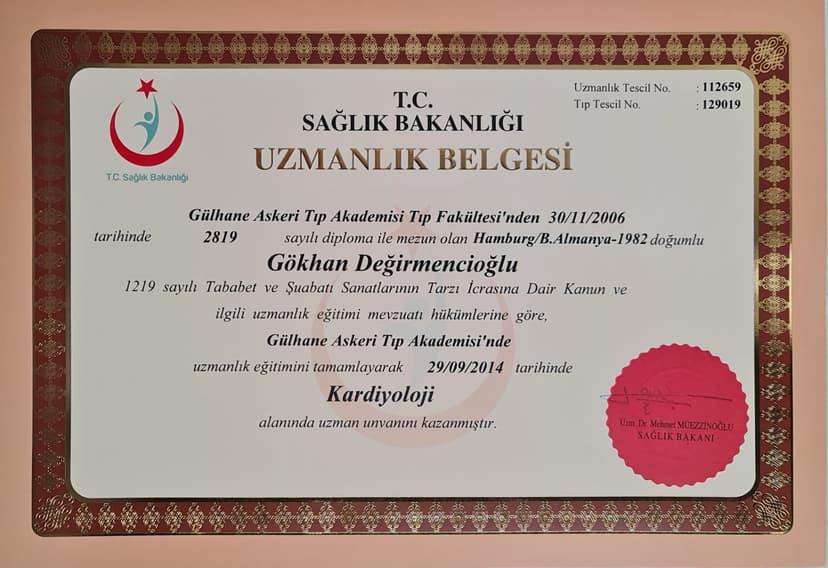 T.C. Sağlık Bakanlığı
T.C.
SAĞLIK BAKANLIĞI
UZMANLIK BELGESİ
Uzmanlık Tescil No. : 112659
Tıp Tescil No. : 129019
Gülhane Askeri Tıp Akademisi Tıp Fakültesi'nden 30/11/2006
tarihinde 2819 sayılı diploma ile mezun olan Hamburg/B.Almanya-1982 doğumlu
Gökhan Değirmencioğlu
1219 sayılı Tababet ve Şuabatı Sanatlarının Tarzı İcrasına Dair Kanun ve
ilgili uzmanlık eğitimi mevzuatı hükümlerine göre,
Gülhane Askeri Tıp Akademisi'nde
uzmanlık eğitimini tamamlayarak 29/09/2014 tarihinde
Kardiyoloji
alanında uzman unvanını kazanmıştır.
Uzm. Dr. Mehmet MÜEZZİNOĞLU
SAĞLIK BAKANI